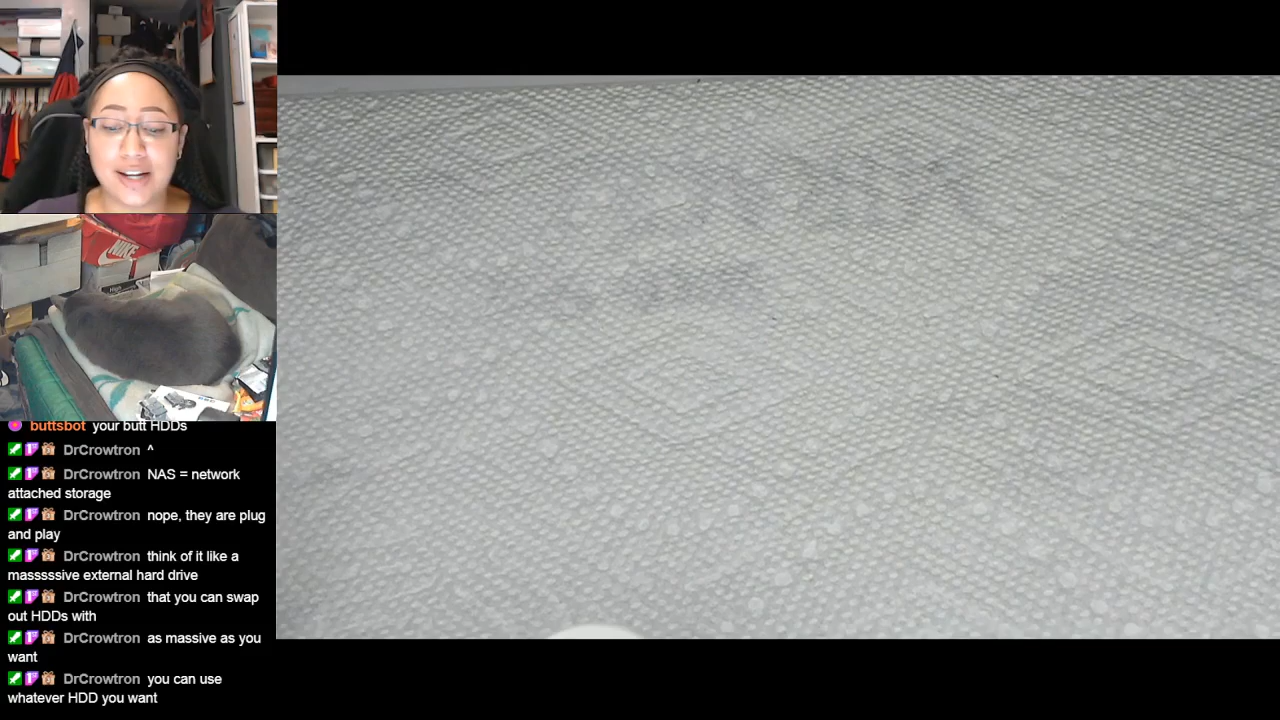 NIKE
High
buttsbot your butt HDDs
DrCrowtron ^
DrCrowtron NAS = network
attached storage
DrCrowtron nope, they are plug
and play
DrCrowtron think of it like a
masssssive external hard drive
DrCrowtron that you can swap
out HDDs with
DrCrowtron as massive as you
want
DrCrowtron you can use
whatever HDD you want